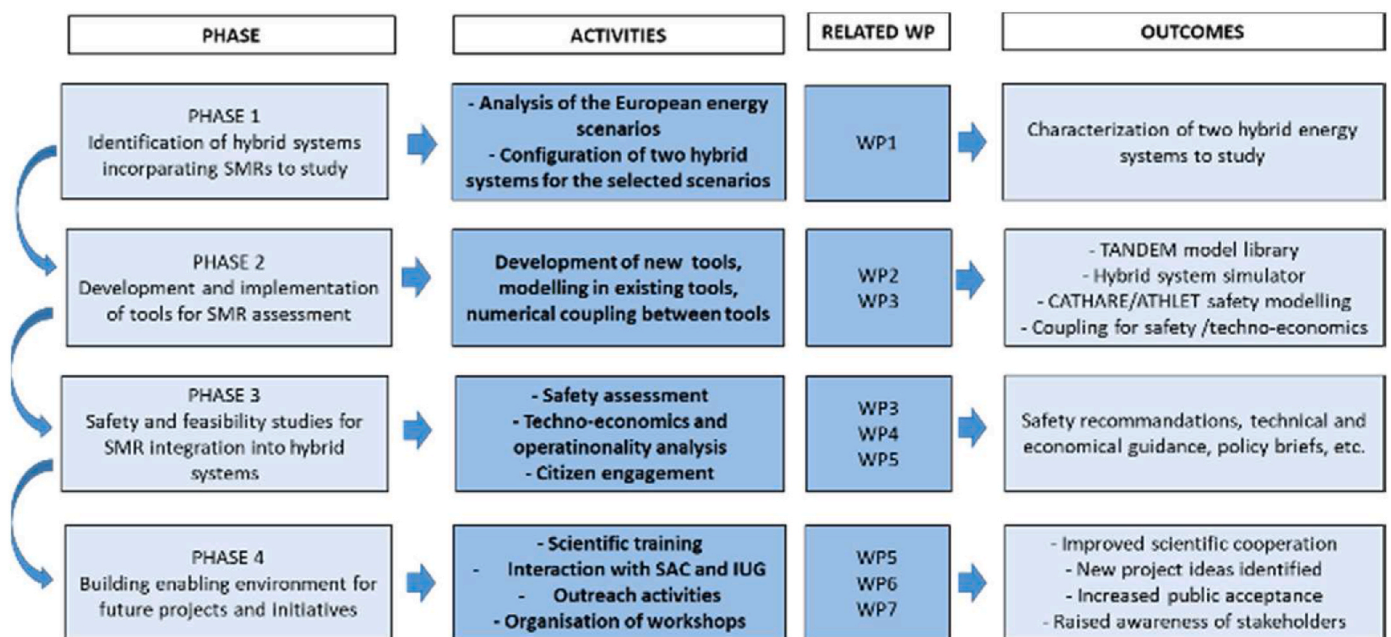 PHASE
ACTIVITIES
RELATED WP
OUTCOMES
PHASE 1
Identification of hybrid systems
incorparating SMRs to study
- Analysis of the European energy
scenarios
- Configuration of two hybrid
systems for the selected scenarios
WP1
Characterization of two hybrid energy
systems to study
PHASE 2
Development and implementation
of tools for SMR assessment
Development of new tools,
modelling in existing tools,
numerical coupling between tools
WP2
WP3
- TANDEM model library
- Hybrid system simulator
- CATHARE/ATHLET safety modelling
- Coupling for safety /techno-economics
PHASE 3
Safety and feasibility studies for
SMR integration into hybrid
systems
- Safety assessment
- Techno-economics and
operatinonality analysis
- Citizen engagement
WP3
WP4
WP5
Safety recommandations, technical and
economical guidance, policy briefs, etc.
PHASE 4
Building enabling environment for
future projects and initiatives
- Scientific training
- Interaction with SAC and IUG
- Outreach activities
- Organisation of workshops
WP5
WP6
WP7
- Improved scientific cooperation
- New project ideas identified
- Increased public acceptance
- Raised awareness of stakeholders